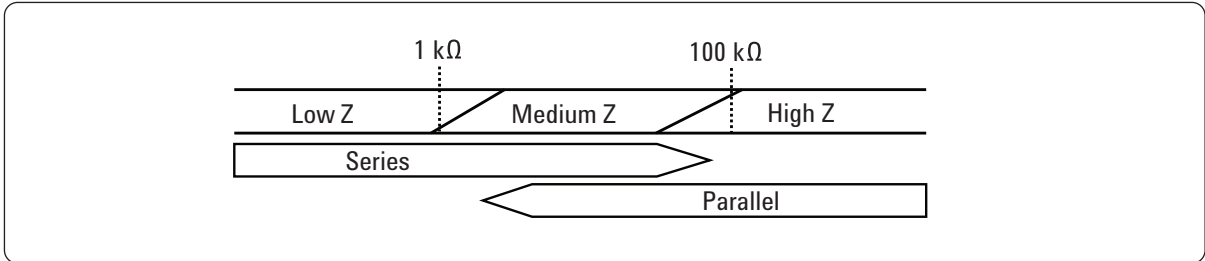 1 kΩ 100 kΩ
Low Z Medium Z High Z
Series
Parallel